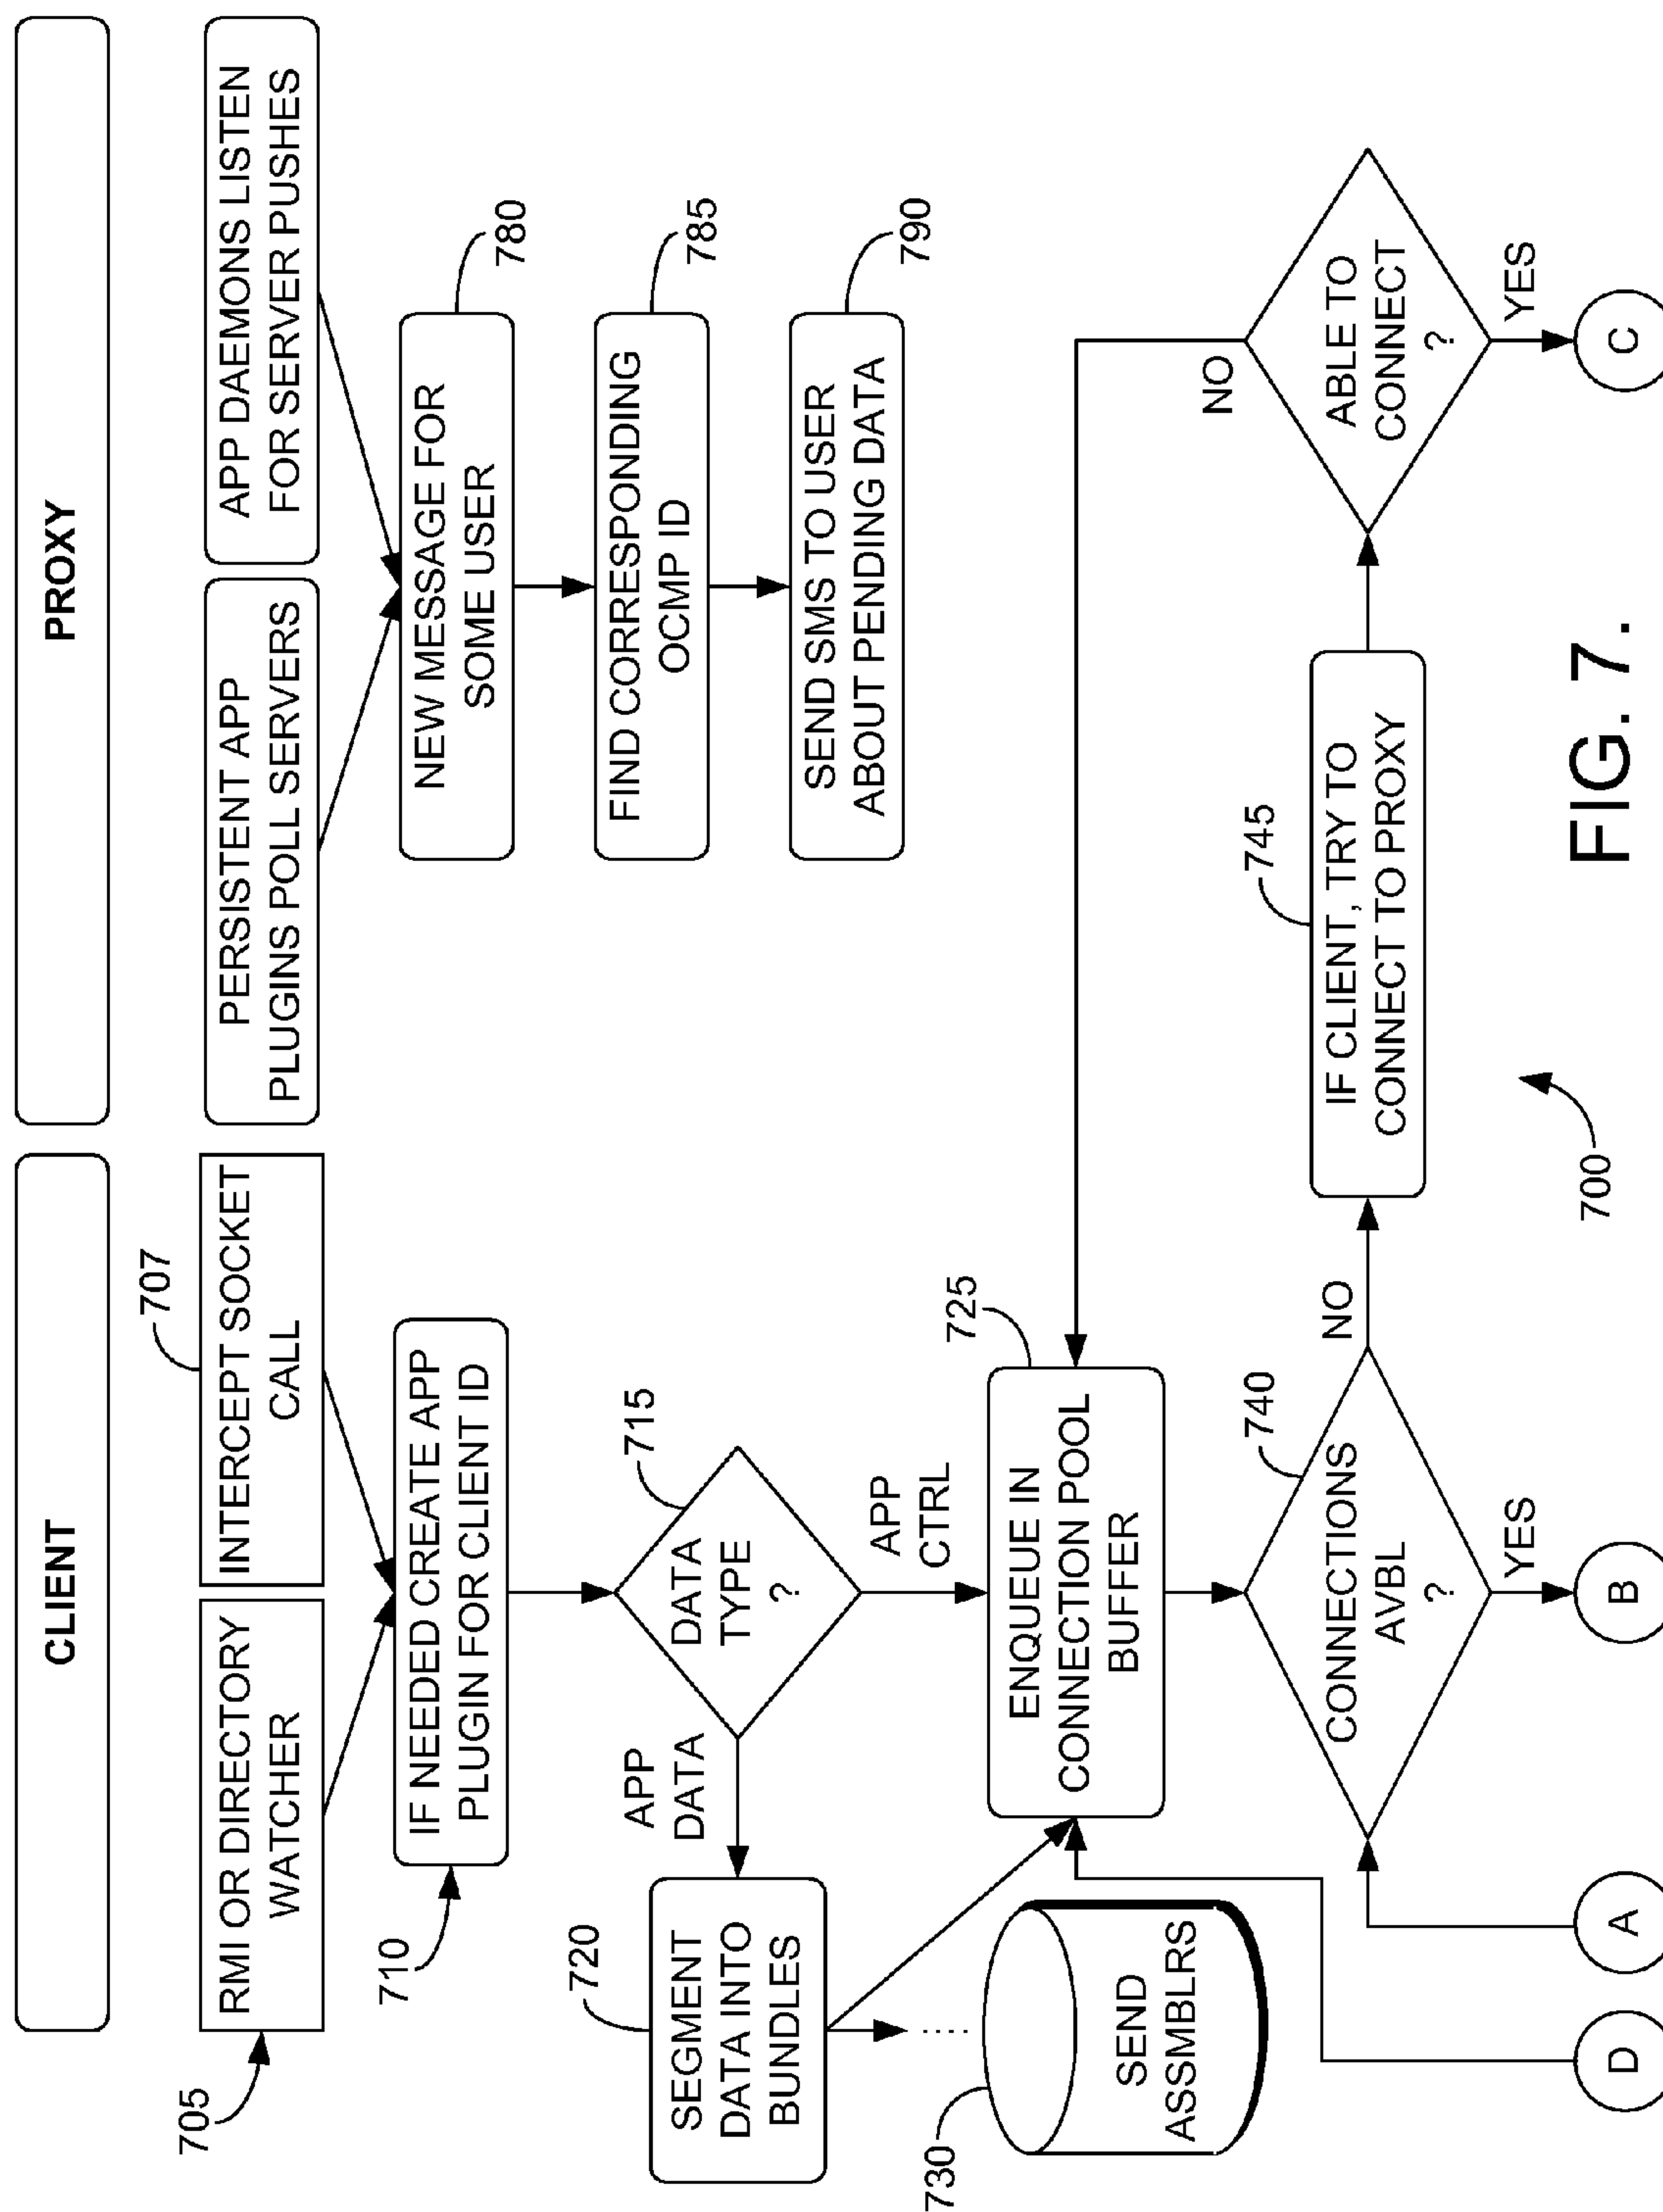 CLIENT
PROXY
707
705
RMI OR DIRECTORY
WATCHER
INTERCEPT SOCKET
CALL
PERSISTENT APP
PLUGINS POLL SERVERS
APP DAEMONS LISTEN
FOR SERVER PUSHES
710
IF NEEDED CREATE APP
PLUGIN FOR CLIENT ID
NEW MESSAGE FOR
SOME USER
780
715
DATA
TYPE
?
APP
DATA
APP
CTRL
FIND CORRESPONDING
OCMP ID
785
720
SEGMENT
DATA INTO
BUNDLES
SEND SMS TO USER
ABOUT PENDING DATA
790
725
ENQUEUE IN
CONNECTION POOL
BUFFER
730
SEND
ASSMBLRS
740
CONNECTIONS
AVBL
?
NO
YES
745
IF CLIENT, TRY TO
CONNECT TO PROXY
NO
ABLE TO
CONNECT
?
YES
700
D
A
B
C
FIG. 7.